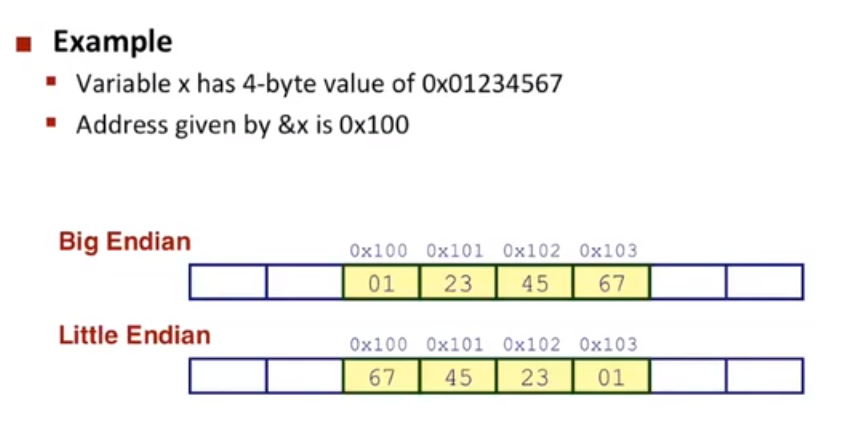 Example
Variable x has 4-byte value of 0x01234567
Address given by &x is 0x100
Big Endian
0x100 0x101 0x102 0x103
01 23 45 67
Little Endian
0x100 0x101 0x102 0x103
67 45 23 01